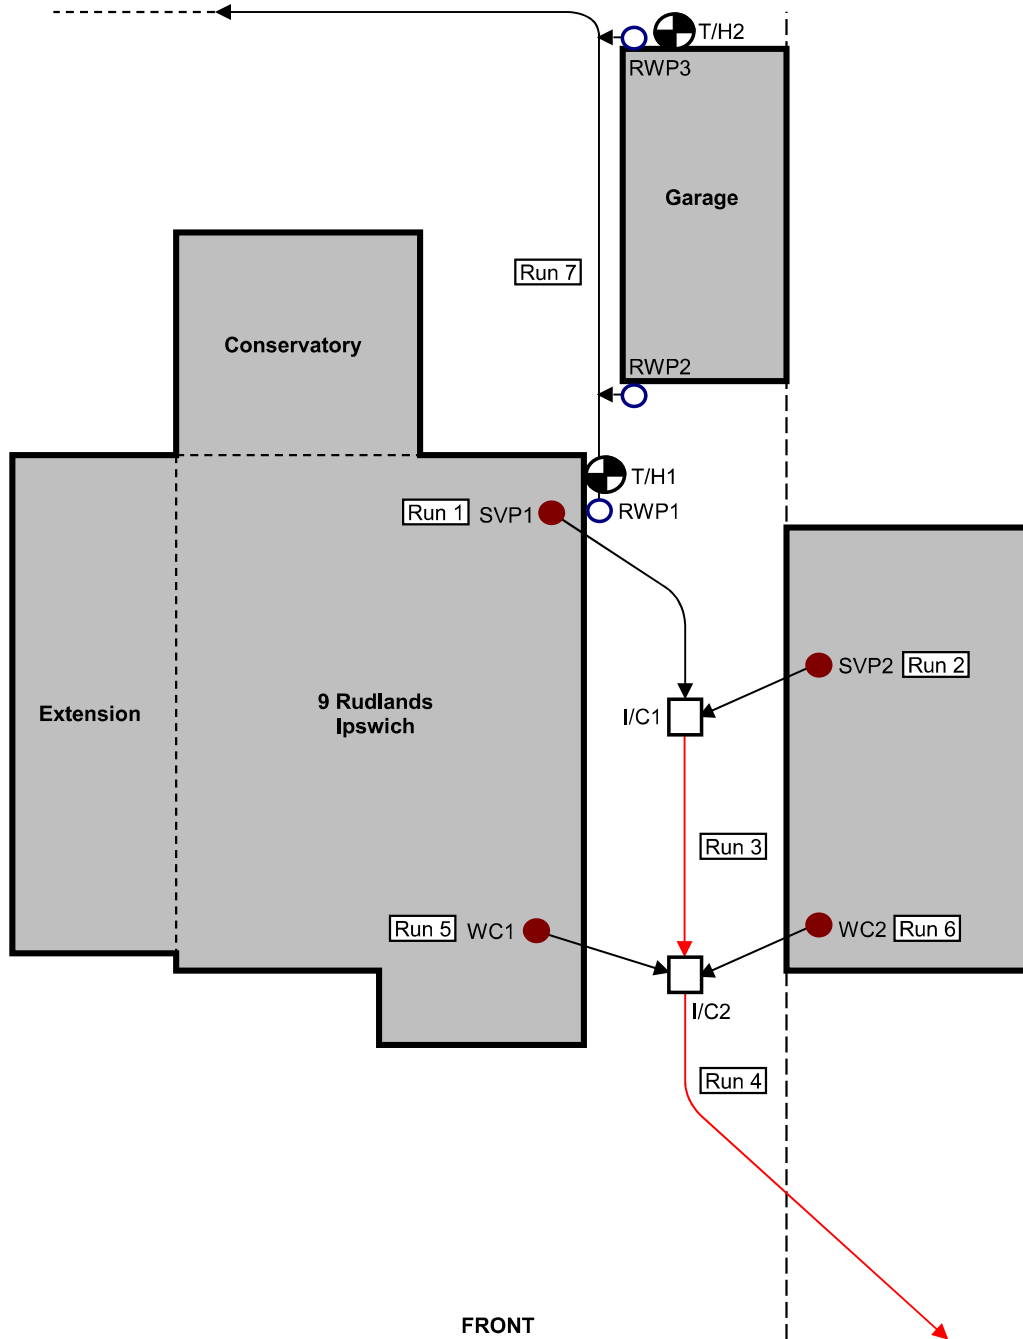 T/H2
RWP3
Garage
Run 7
Conservatory
RWP2
T/H1
Run 1
SVP1
RWP1
SVP2
Run 2
Extension
9 Rudlands
Ipswich
I/C1
Run 3
Run 5
WC1
WC2
Run 6
I/C2
Run 4
FRONT